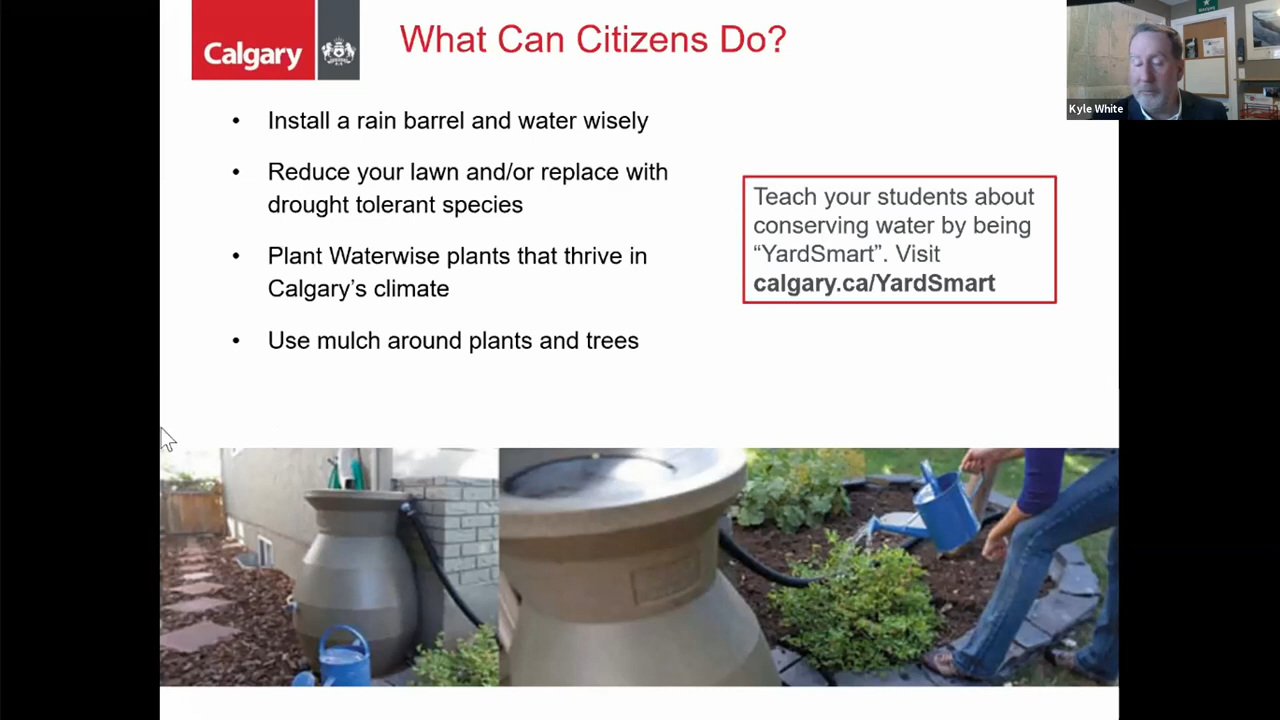 Calgary
What Can Citizens Do?
Kyle White
• Install a rain barrel and water wisely
• Reduce your lawn and/or replace with
drought tolerant species
• Plant Waterwise plants that thrive in
Calgary's climate
• Use mulch around plants and trees
Teach your students about
conserving water by being
“YardSmart”. Visit
calgary.ca/YardSmart